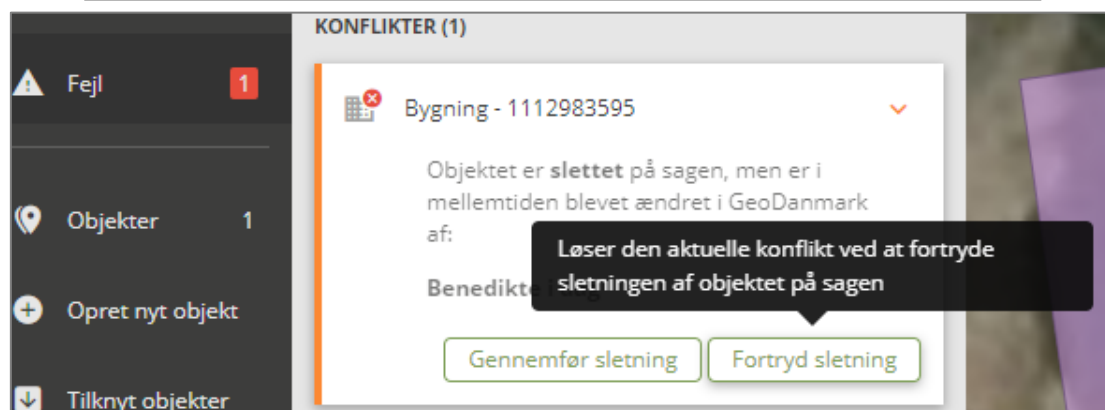 KONFLIKTER (1)
Fejl 1
Bygning - 1112983595
Objektet er slettet på sagen, men er i
mellemtiden blevet ændret i GeoDanmark
af:
Løser den aktuelle konflikt ved at fortryde
sletningen af objektet på sagen
Benedikte
Gennemfør sletning
Fortryd sletning
Objekter 1
Opret nyt objekt
Tilknyt objekter